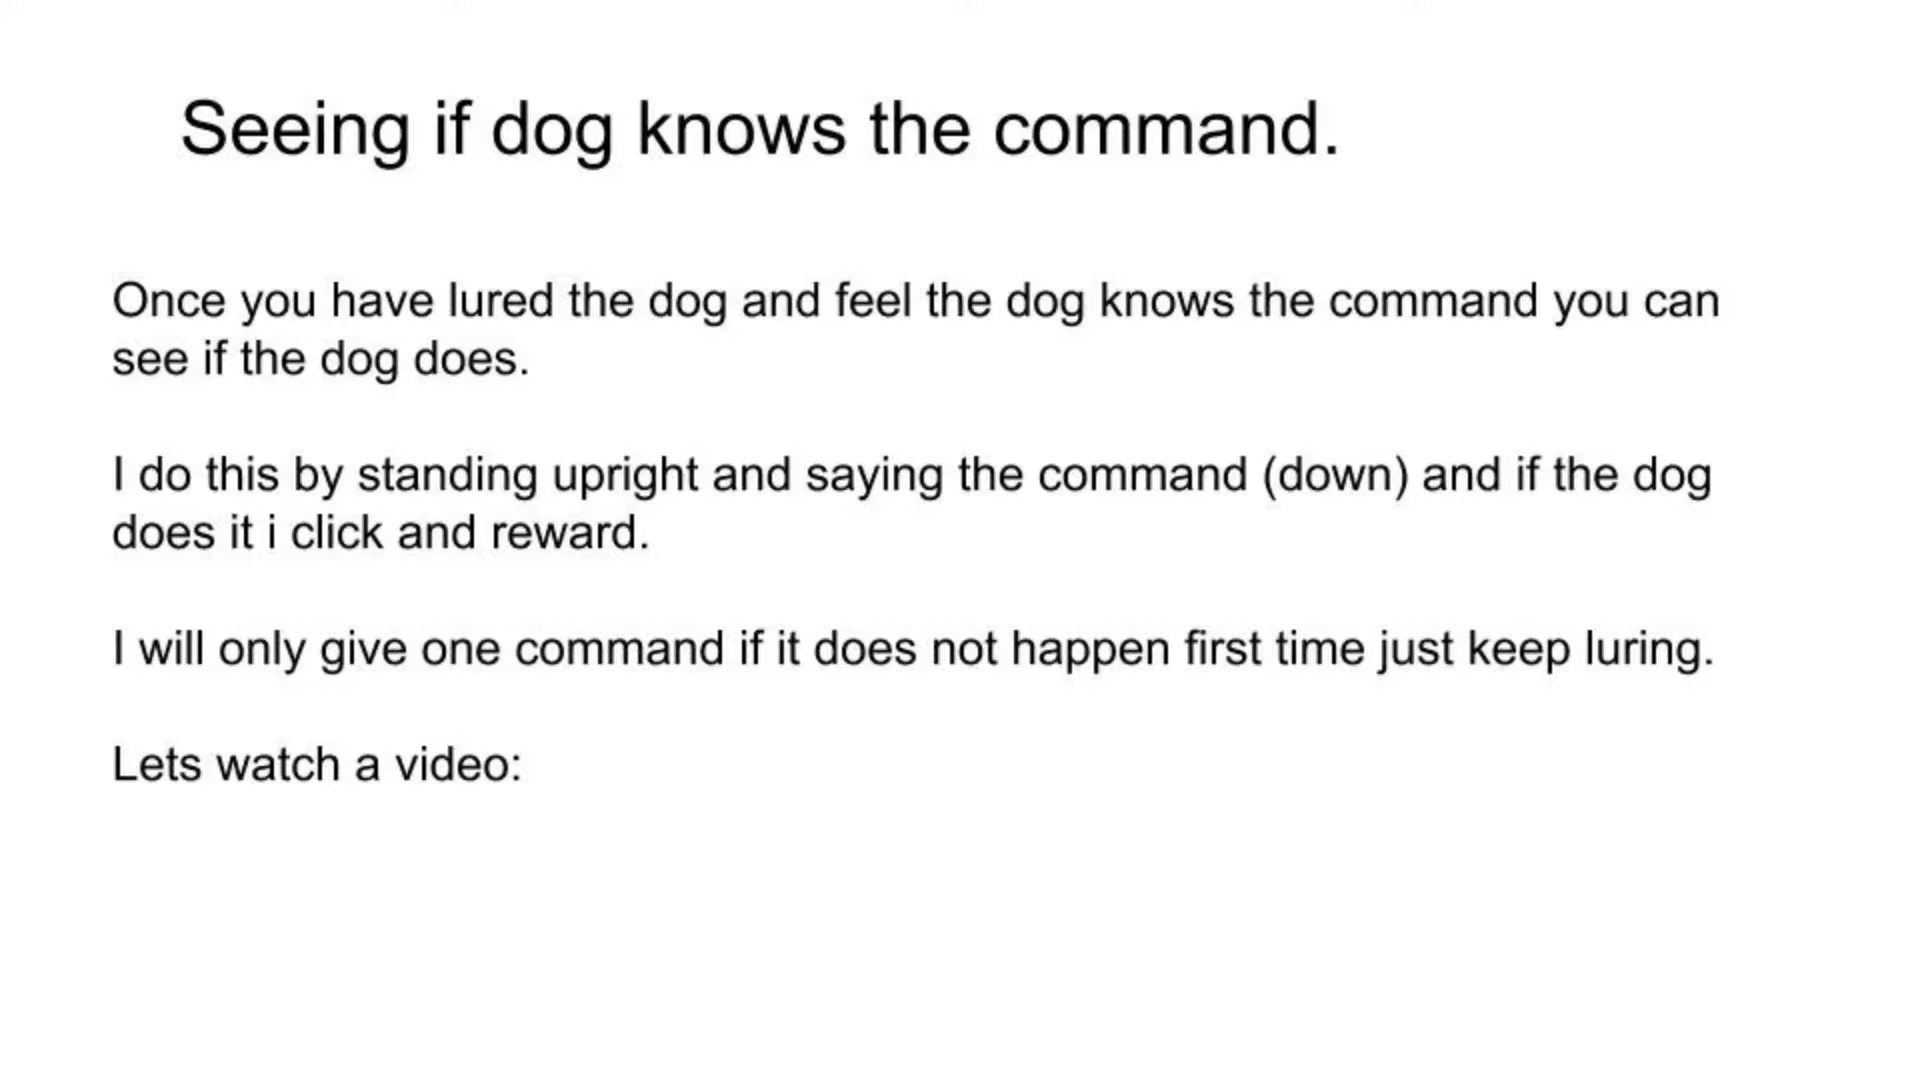 Seeing if dog knows the command.
Once you have lured the dog and feel the dog knows the command you can
see if the dog does.
I do this by standing upright and saying the command (down) and if the dog
does it i click and reward.
I will only give one command if it does not happen first time just keep luring.
Lets watch a video: